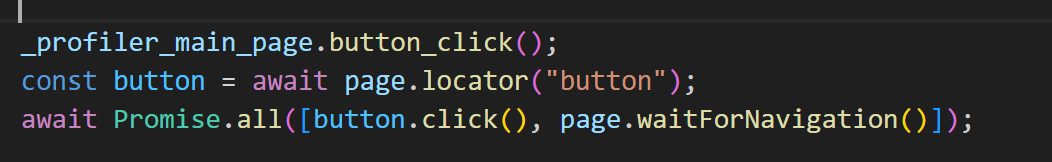 _profiler_main_page.button_click();
const button = await page.locator("button");
await Promise.all([button.click(), page.waitForNavigation()]);